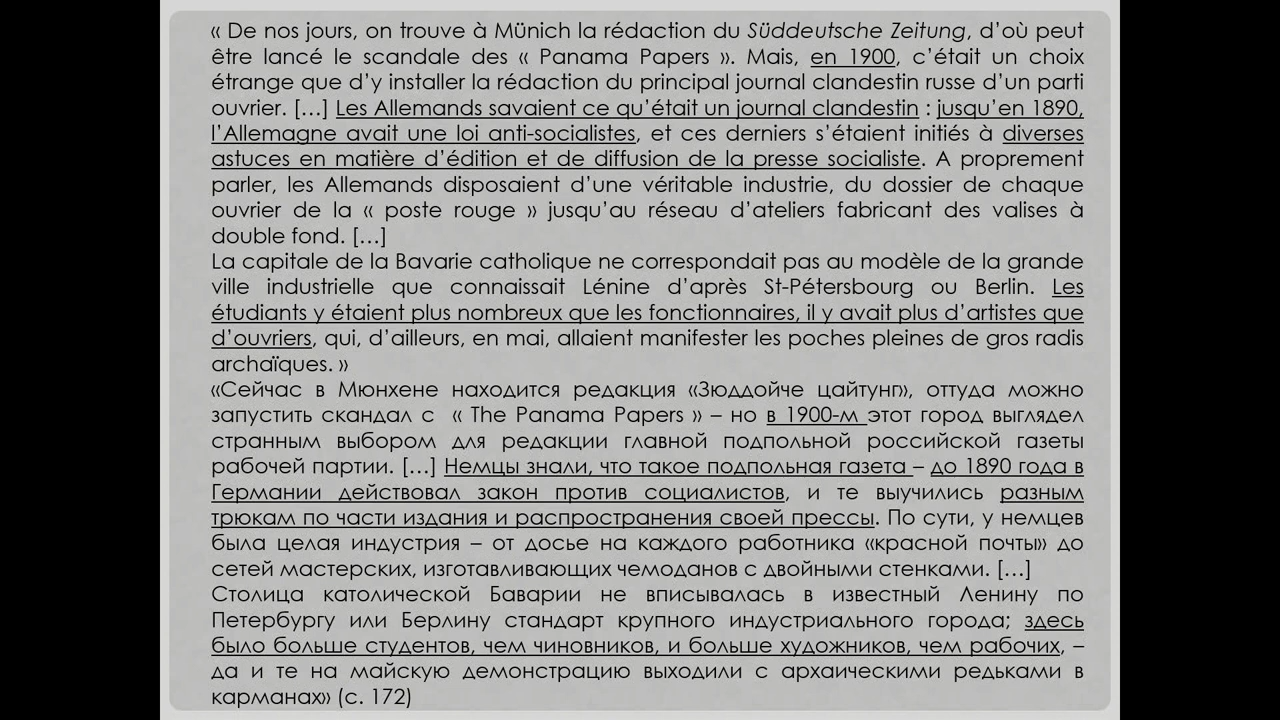 « De nos jours, on trouve à Münich la rédaction du Süddeutsche Zeitung, d’où peut
être lancé le scandale des « Panama Papers ». Mais, en 1900, c’était un choix
étrange que d’y installer la rédaction du principal journal clandestin russe d’un parti
ouvrier. […] Les Allemands savaient ce qu’était un journal clandestin : jusqu’en 1890,
l’Allemagne avait une loi anti-socialistes, et ces derniers s’étaient initiés à diverses
astuces en matière d’édition et de diffusion de la presse socialiste. A proprement
parler, les Allemands disposaient d’une véritable industrie, du dossier de chaque
ouvrier de la « poste rouge » jusqu’au réseau d’ateliers fabricant des valises à
double fond. […]
La capitale de la Bavarie catholique ne correspondait pas au modèle de la grande
ville industrielle que connaissait Lénine d’après St-Pétersbourg ou Berlin. Les
étudiants y étaient plus nombreux que les fonctionnaires, il y avait plus d’artistes que
d’ouvriers, qui, d’ailleurs, en mai, allaient manifester les poches pleines de gros radis
archaïques. »
«Сейчас в Мюнхене находится редакция «Зюддойче цайтунг», оттуда можно
запустить скандал с « The Panama Papers » – но в 1900-м этот город выглядел
странным выбором для редакции главной подпольной российской газеты
рабочей партии. […] Немцы знали, что такое подпольная газета – до 1890 года в
Германии действовал закон против социалистов, и те выучились разным
трюкам по части издания и распространения своей прессы. По сути, у немцев
была целая индустрия – от досье на каждого работника «красной почты» до
сетей мастерских, изготавливающих чемоданов с двойными стенками. […]
Столица католической Баварии не вписывалась в известный Ленину по
Петербургу или Берлину стандарт крупного индустриального города; здесь
было больше студентов, чем чиновников, и больше художников, чем рабочих, –
да и те на майскую демонстрацию выходили с архаическими редьками в
карманах» (с. 172)